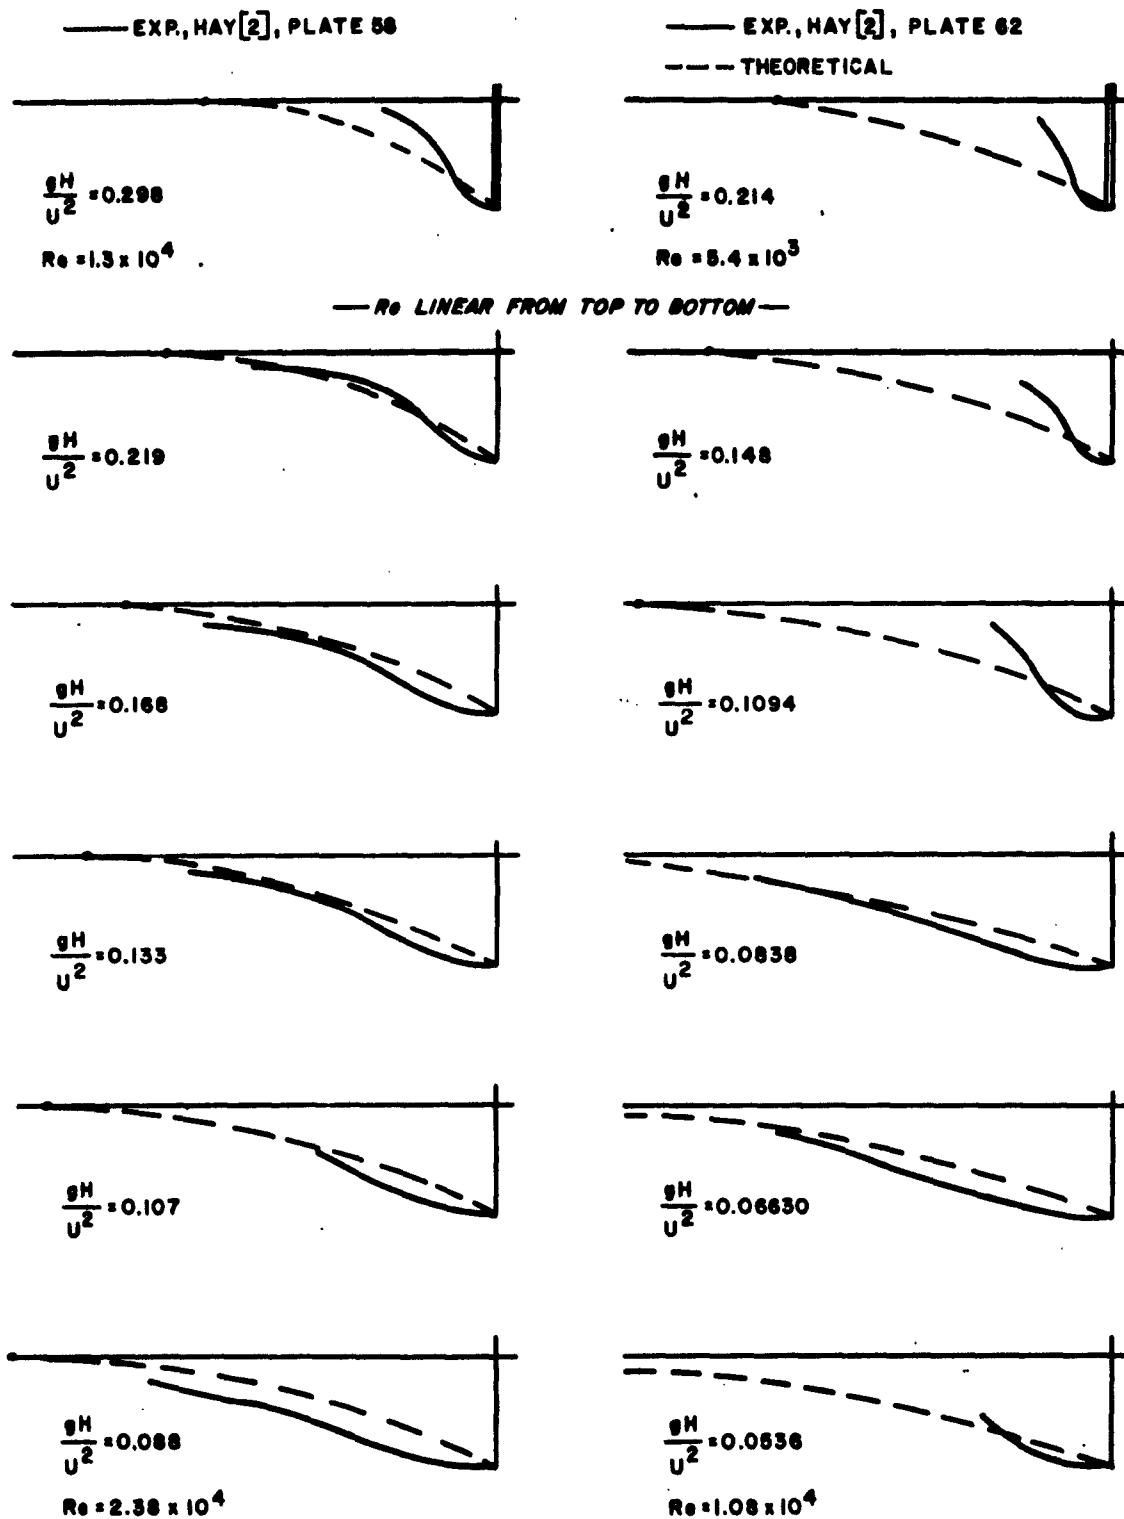 EXP., HAY[2], PLATE 58
EXP., HAY[2], PLATE 62
THEORETICAL
gH/U² = 0.298
Re = 1.3 x 10⁴
gH/U² = 0.214
Re = 5.4 x 10³
Re LINEAR FROM TOP TO BOTTOM
gH/U² = 0.219
gH/U² = 0.148
gH/U² = 0.168
gH/U² = 0.1094
gH/U² = 0.133
gH/U² = 0.0838
gH/U² = 0.107
gH/U² = 0.06630
gH/U² = 0.088
Re = 2.38 x 10⁴
gH/U² = 0.0536
Re = 1.08 x 10⁴